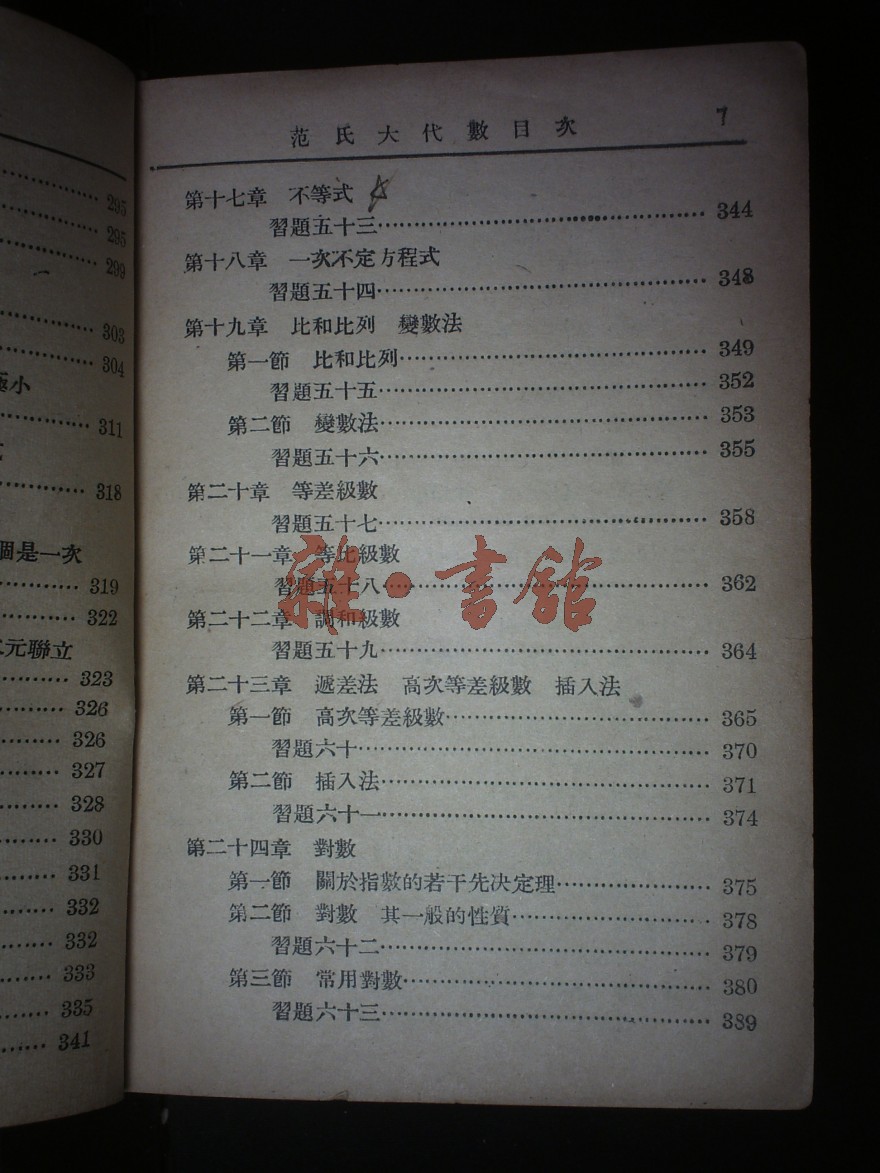 295
295
299
303
304
極小
311
318
個是一次
319
322
二元聯立
323
326
326
327
328
330
331
332
332
333
335
341
范氏大代數目次 7
第十七章 不等式
習題五十三 344
第十八章 一次不定方程式
習題五十四 348
第十九章 比和比列 變數法
第一節 比和比列 349
習題五十五 352
第二節 變數法 353
習題五十六 355
第二十章 等差級數
習題五十七 358
第二十一章 等比級數
習題五十八 362
第二十二章 調和級數
習題五十九 364
第二十三章 遞差法 高次等差級數 插入法
第一節 高次等差級數 365
習題六十 370
第二節 插入法 371
習題六十一 374
第二十四章 對數
第一節 關於指數的若干先決定理 375
第二節 對數 其一般的性質 378
習題六十二 379
第三節 常用對數 380
習題六十三 389
雜·書館